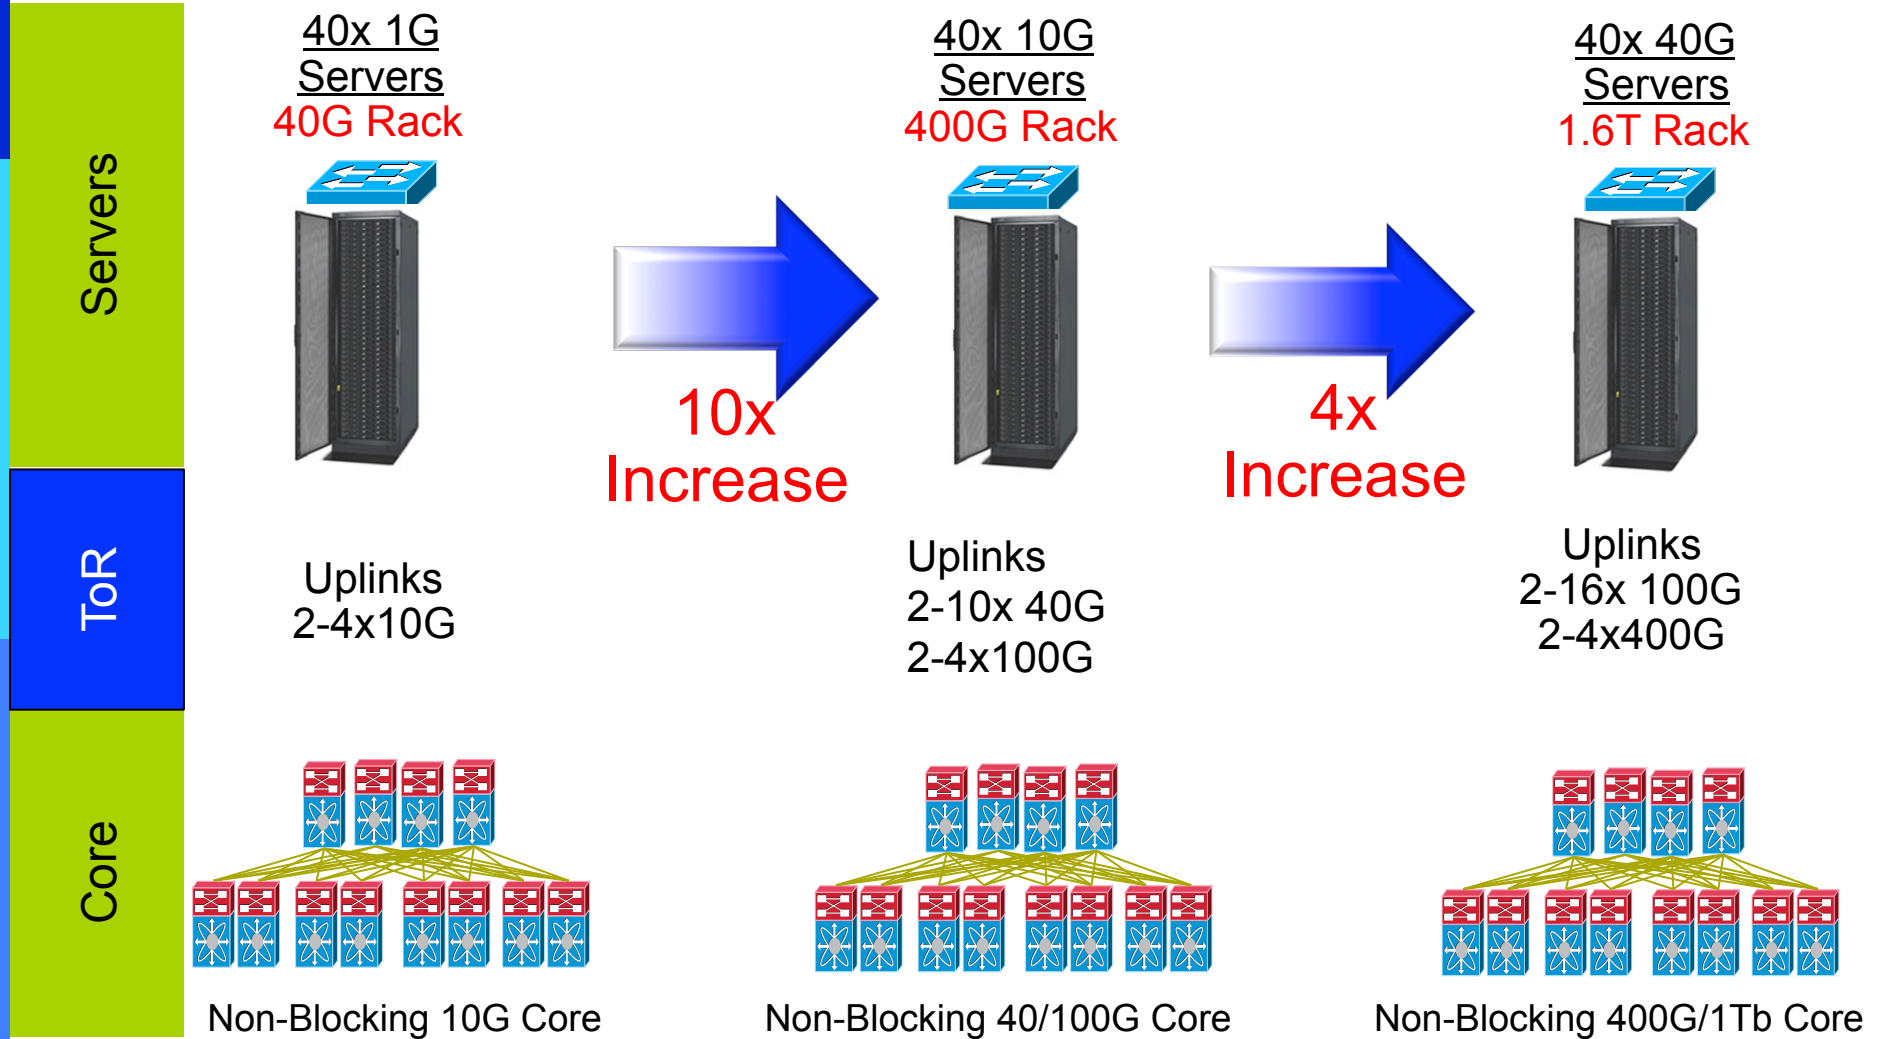 Servers
40x 1G
Servers
40G Rack
40x 10G
Servers
400G Rack
40x 40G
Servers
1.6T Rack
10x
Increase
4x
Increase
ToR
Uplinks
2-4x10G
Uplinks
2-10x 40G
2-4x100G
Uplinks
2-16x 100G
2-4x400G
Core
Non-Blocking 10G Core
Non-Blocking 40/100G Core
Non-Blocking 400G/1Tb Core